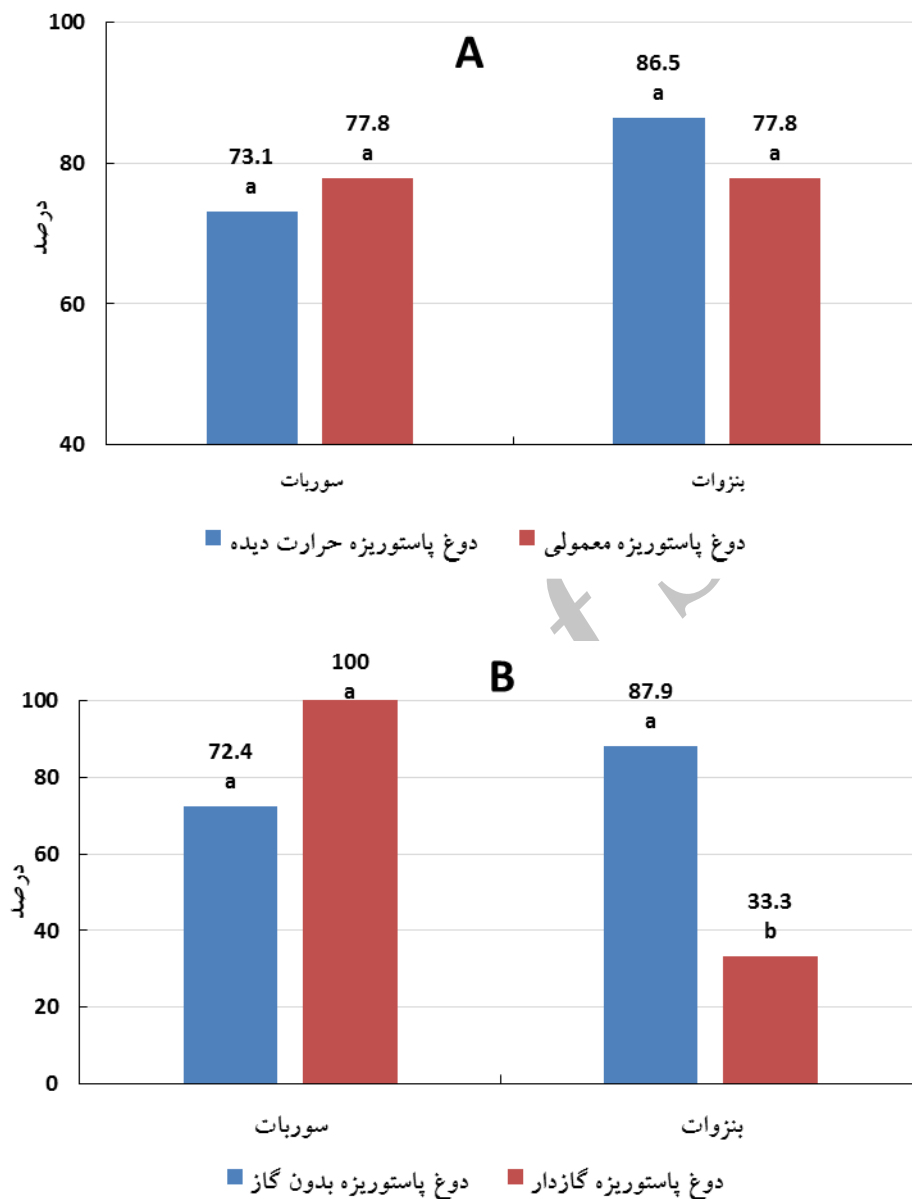 100
A
86.5
a
77.8
a
77.8
a
73.1
a
80
درصد
60
40
سوربات
بنزوات
دوغ پاستوریزه حرارت دیده
دوغ پاستوریزه معمولی
100
a
B
87.9
a
100
72.4
a
80
60
درصد
33.3
b
40
20
0
سوربات
بنزوات
دوغ پاستوریزه بدون گاز
دوغ پاستوریزه گازدار